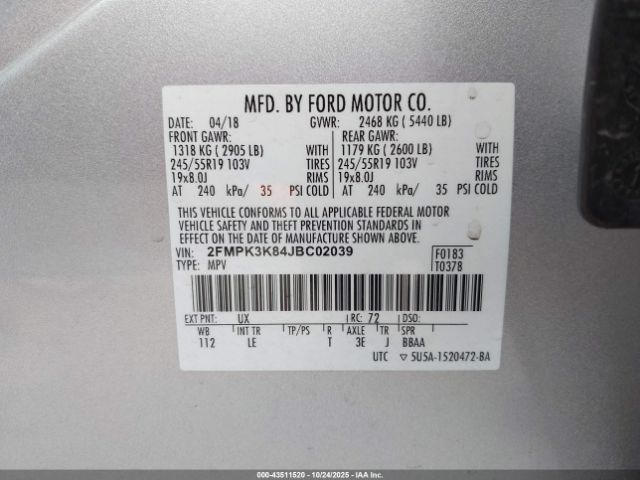 MFD. BY FORD MOTOR CO.
DATE: 04/18 GVWR: 2468 KG (5440 LB)
FRONT GAWR: REAR GAWR:
1318 KG (2905 LB) WITH 1179 KG (2600 LB) WITH
245/55R19 103V TIRES 245/55R19 103V TIRES
19x8.0J RIMS 19x8.0J RIMS
AT 240 kPa/ 35 PSI COLD AT 240 kPa/ 35 PSI COLD
THIS VEHICLE CONFORMS TO ALL APPLICABLE FEDERAL MOTOR
VEHICLE SAFETY AND THEFT PREVENTION STANDARDS IN
EFFECT ON THE DATE OF MANUFACTURE SHOWN ABOVE.
VIN: 2FMPK3K84JBC02039 F0183
TYPE: MPV T0378
EXT PNT: UX RC: 72 DSO:
WB INT TR TP/PS R AXLE TR SPR
112 LE T 3E J BBAA
UTC ▽ 5U5A-1520472-BA
000-43511520 - 10/24/2025 - IAAI.COM